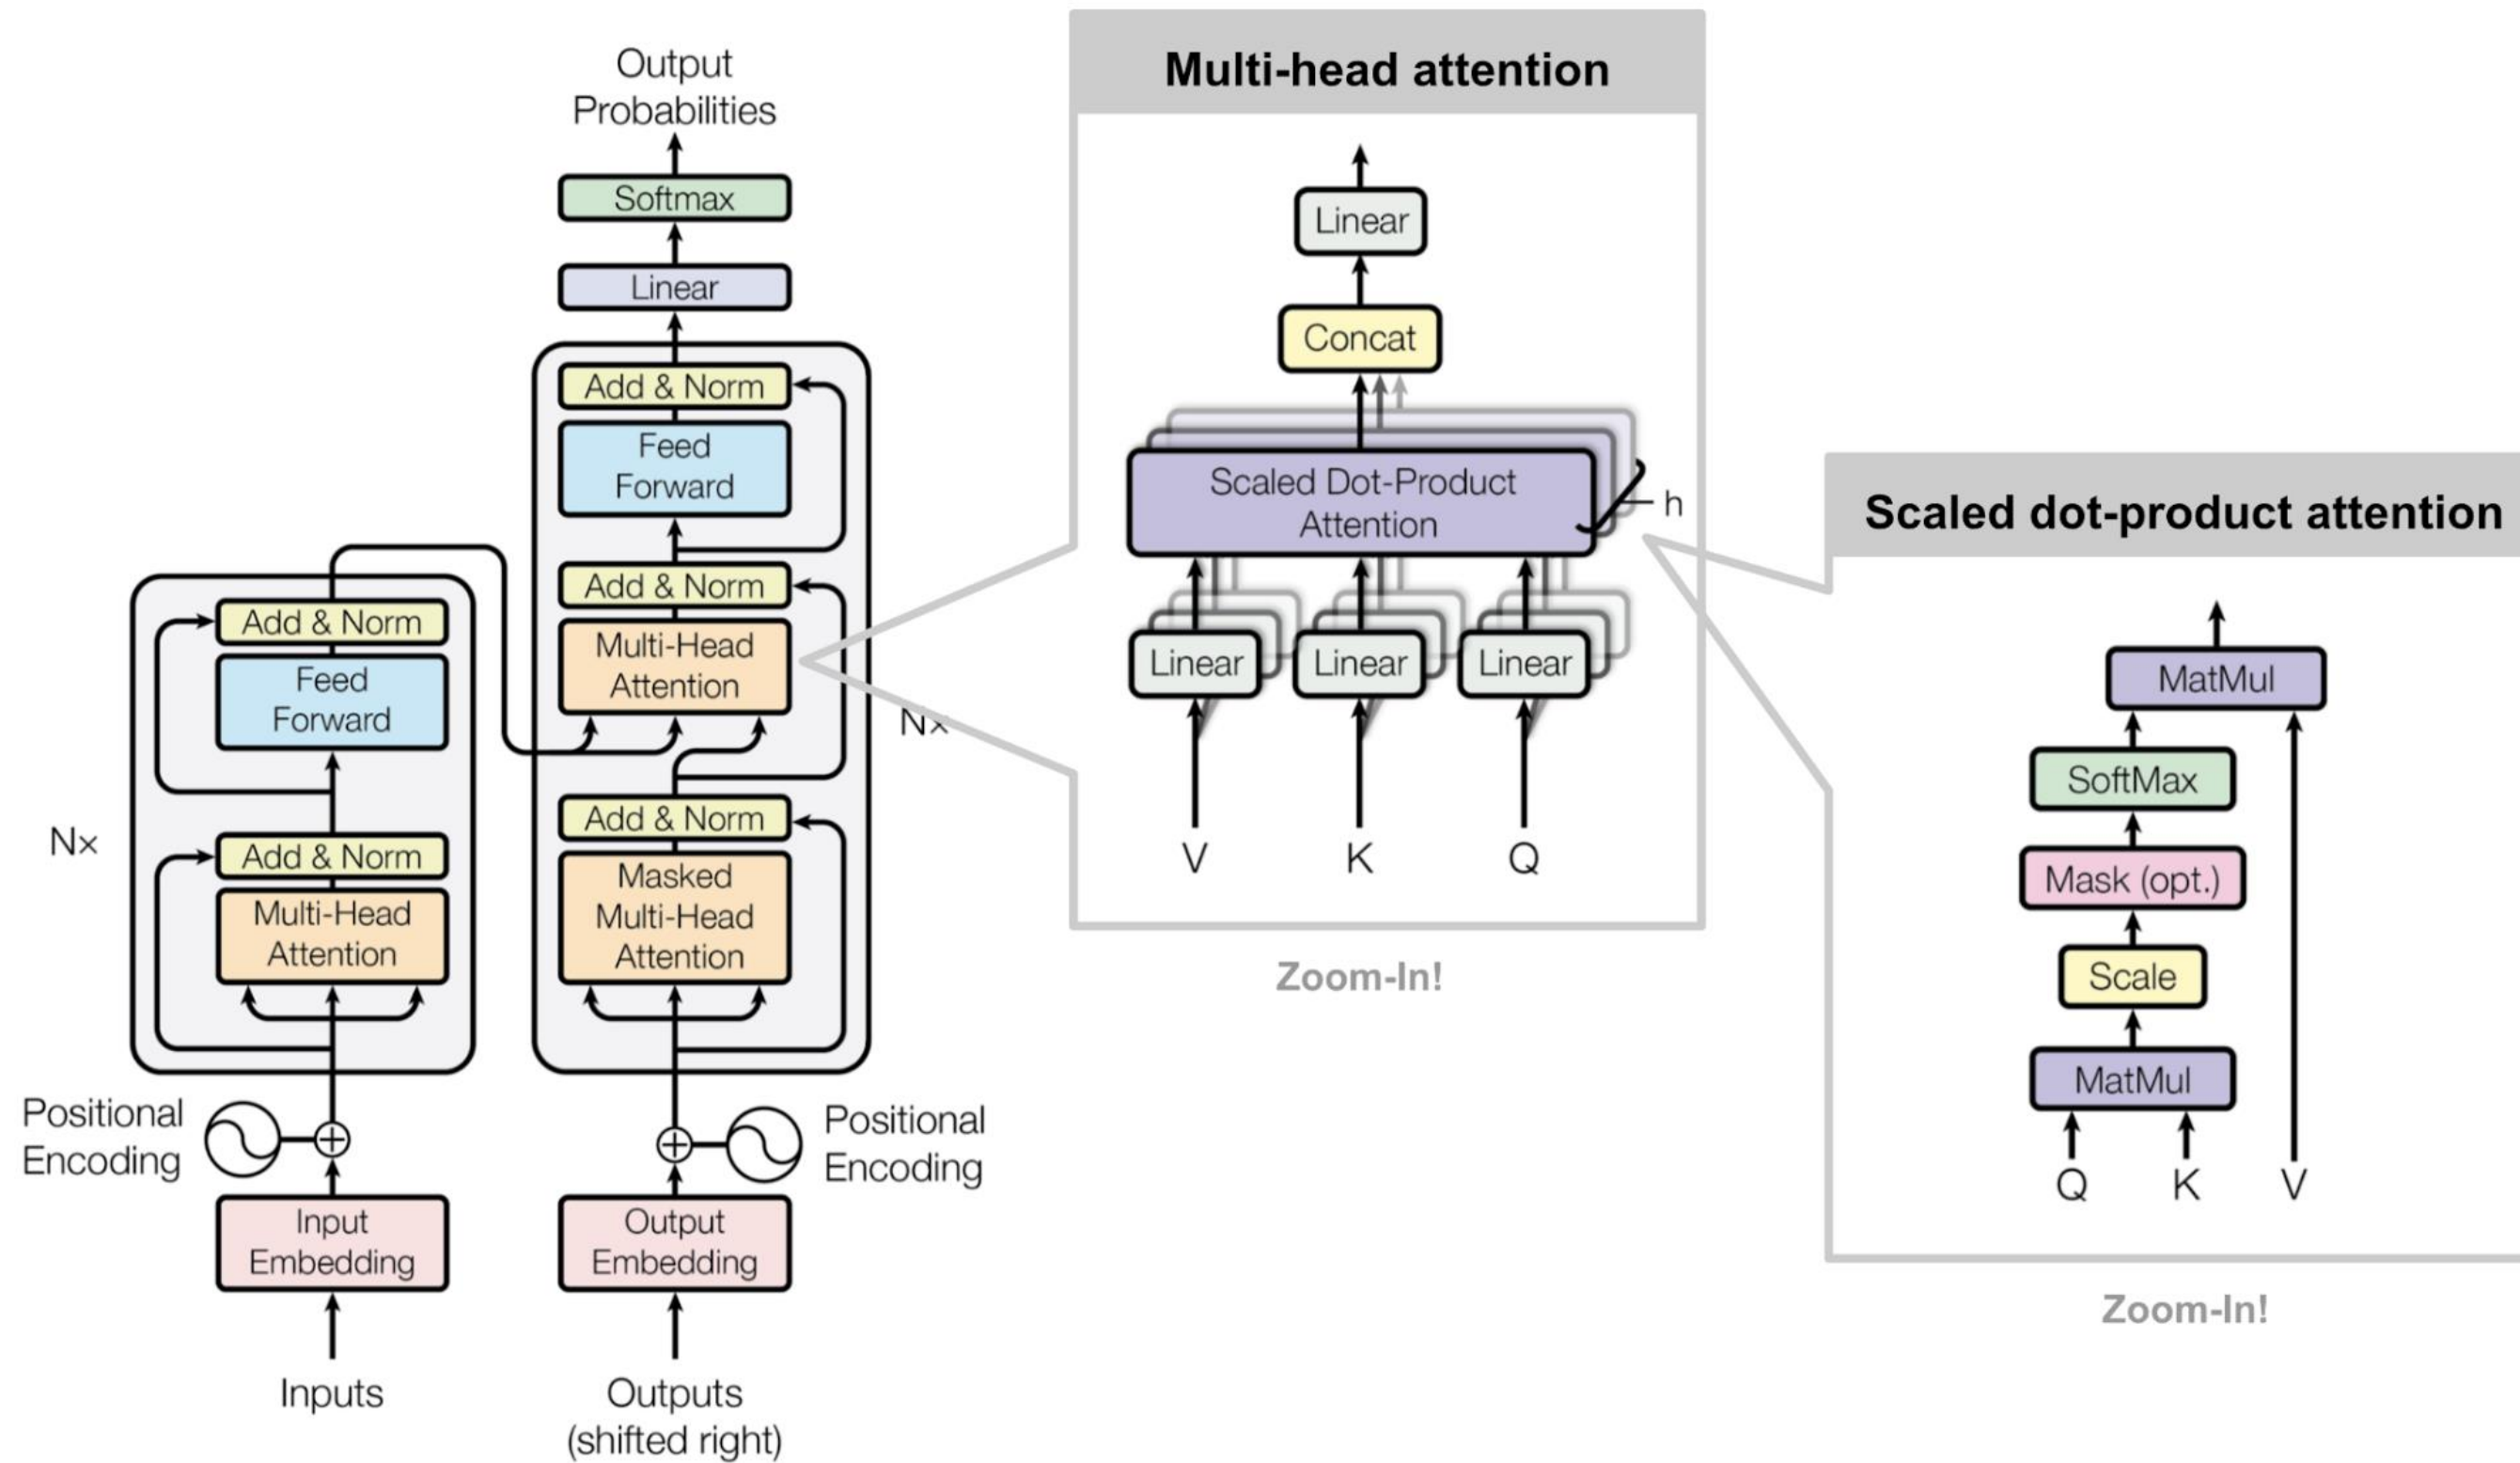 Output
Probabilities
Softmax
Linear
Add & Norm
Feed
Forward
Add & Norm
Multi-Head
Attention
Nx
Add & Norm
Masked
Multi-Head
Attention
Positional
Encoding
Output
Embedding
Outputs
(shifted right)
Add & Norm
Feed
Forward
Nx
Add & Norm
Multi-Head
Attention
Positional
Encoding
Input
Embedding
Inputs
Multi-head attention
Linear
Concat
Scaled Dot-Product
Attention
h
Linear Linear Linear
V K Q
Zoom-In!
Scaled dot-product attention
MatMul
SoftMax
Mask (opt.)
Scale
MatMul
Q K V
Zoom-In!